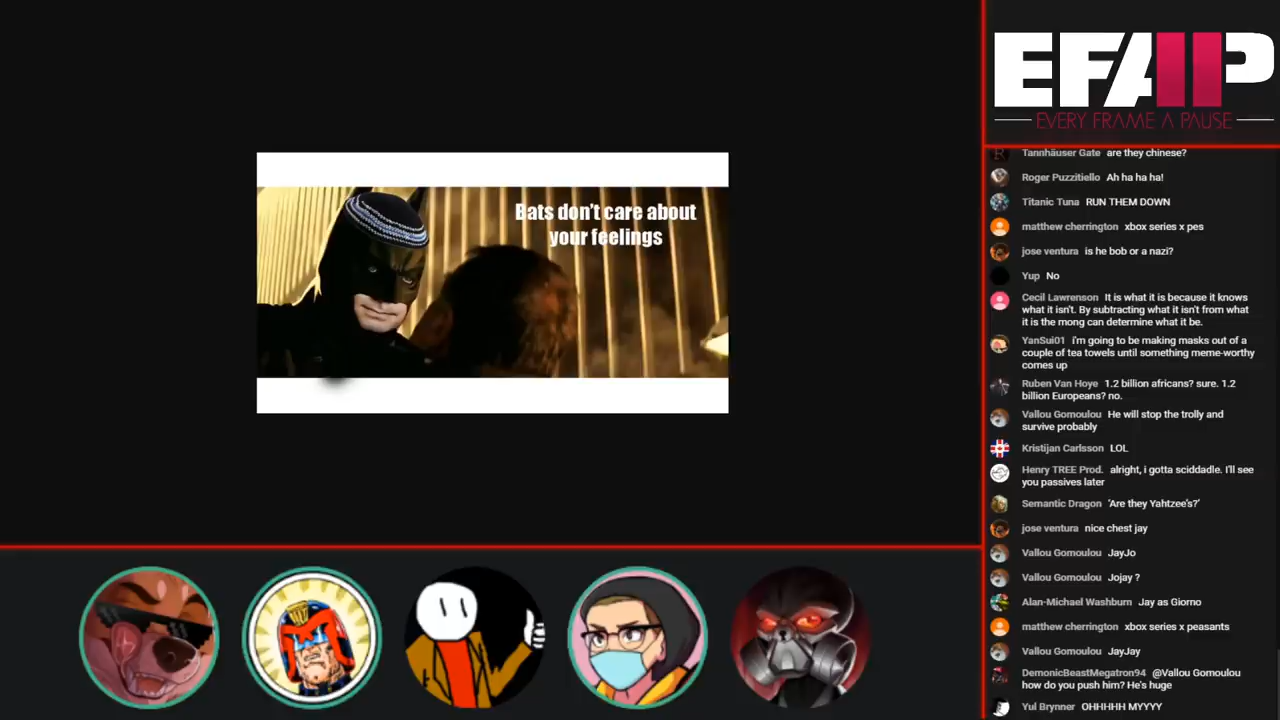 Bats don't care about
your feelings
EFAP
EVERY FRAME A PAUSE
Tannhäuser Gate are they chinese?
Roger Puzzitiello Ah ha ha ha!
Titanic Tuna RUN THEM DOWN
matthew cherrington xbox series x pes
jose ventura is he bob or a nazi?
Yup No
Cecil Lawrenson It is what it is because it knows
what it isn't. By subtracting what it isn't from what
it is the mong can determine what it be.
YanSui01 i'm going to be making masks out of a
couple of tea towels until something meme-worthy
comes up
Ruben Van Hoye 1.2 billion africans? sure. 1.2
billion Europeans? no.
Vallou Gomoulou He will stop the trolly and
survive probably
Kristijan Carlsson LOL
Henry TREE Prod. alright, i gotta sciddadle. I'll see
you passives later
Semantic Dragon 'Are they Yahtzee's?'
jose ventura nice chest jay
Vallou Gomoulou JayJo
Vallou Gomoulou Jojay ?
Alan-Michael Washburn Jay as Giorno
matthew cherrington xbox series x peasants
Vallou Gomoulou JayJay
DemonicBeastMegatron94 @Vallou Gomoulou
how do you push him? He's huge
Yul Brynner OHHHHH MYYYY